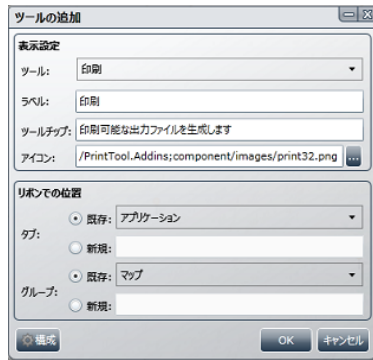 ツールの追加
表示設定
ツール: 印刷
ラベル: 印刷
ツールチップ: 印刷可能な出力ファイルを生成します
アイコン: /PrintTool.Addins;component/images/print32.png ...
リボンでの位置
タブ:
既存: アプリケーション
新規:
グループ:
既存: マップ
新規:
構成 OK キャンセル